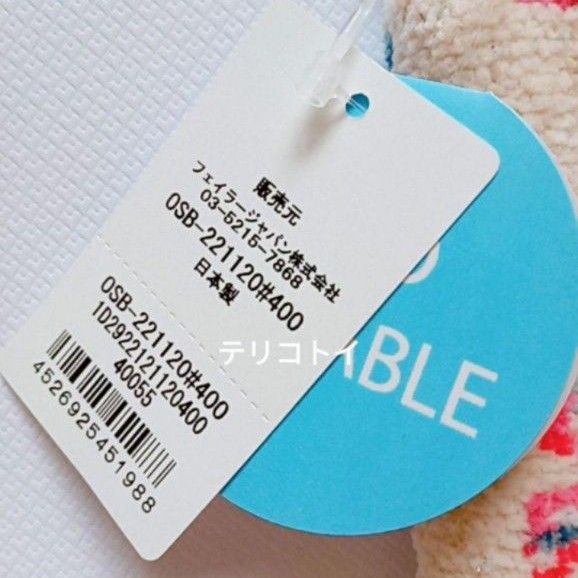 販売元
フェイラージャパン株式会社
03-5215-7868
OSB-221120#400
日本製
OSB-221120#400
1D2922121120400
40055
4526925451988
テリコトイ
ABLE